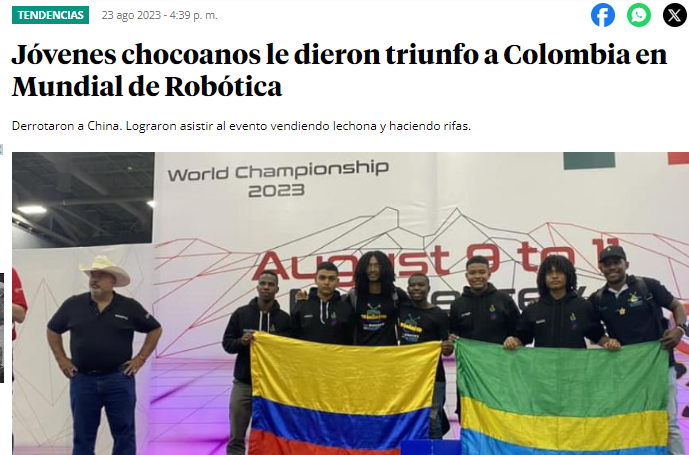 TENDENCIAS 23 ago 2023 - 4:39 p. m.
Jóvenes chocoanos le dieron triunfo a Colombia en
Mundial de Robótica
Derrotaron a China. Lograron asistir al evento vendiendo lechona y haciendo rifas.
World Championship
2023
August 9 to 11